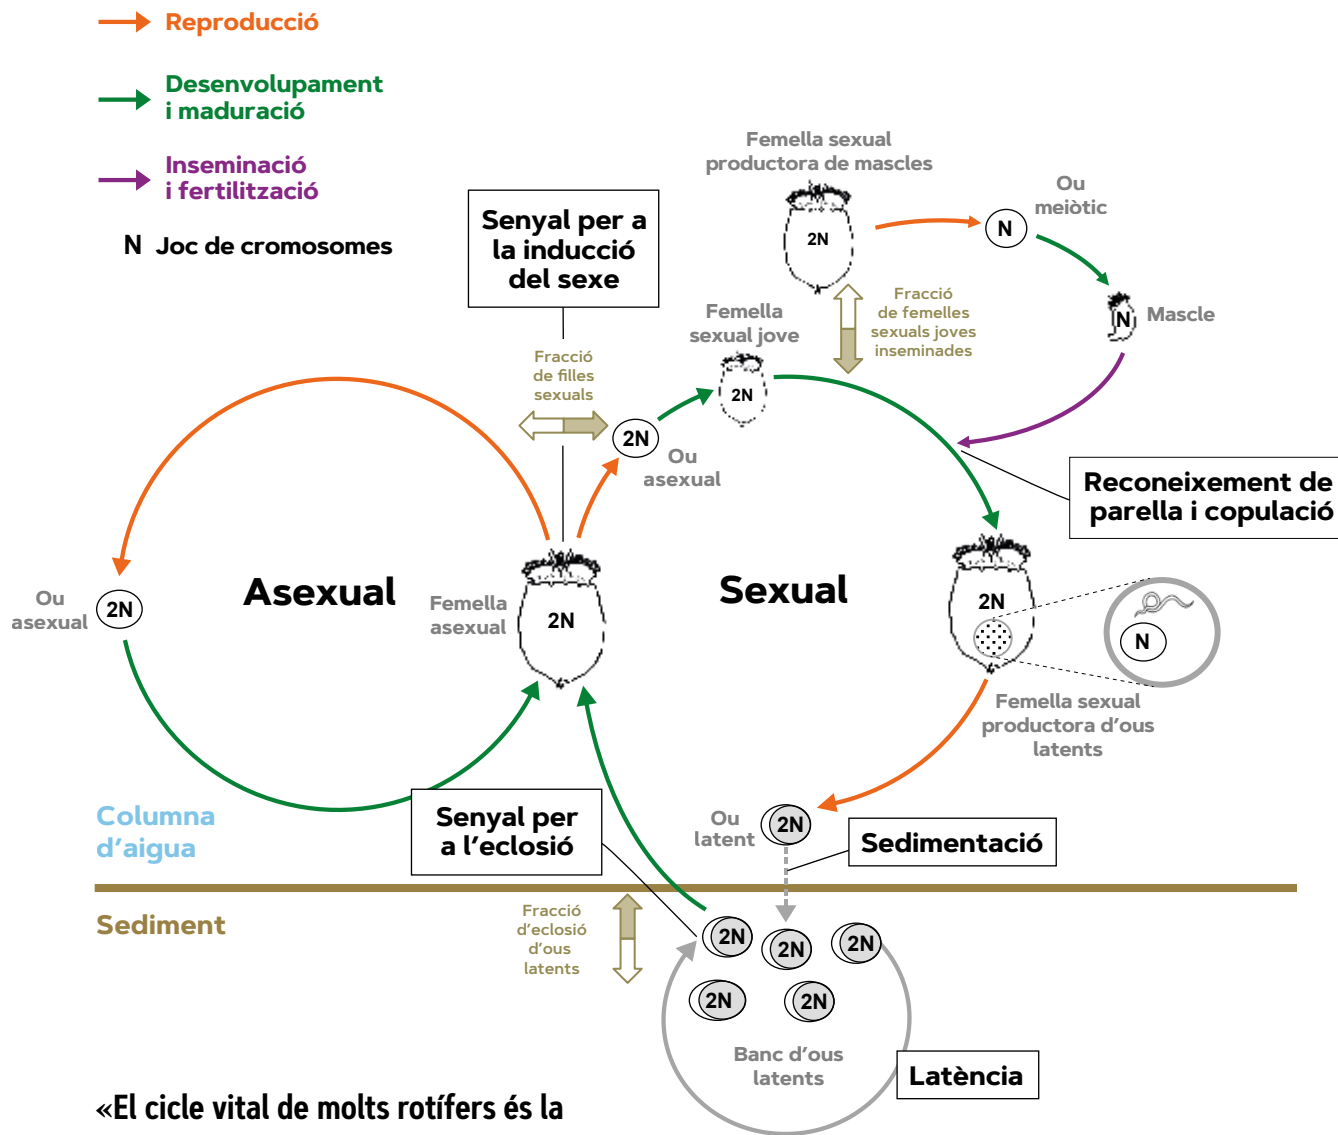 Reproducció
Desenvolupament
i maduració
Inseminació
i fertilització
N Joc de cromosomes
Senyal per a
la inducció
del sexe
Femella sexual
productora de mascles
2N
Ou
meiòtic
N
Mascle
N
Fracció
de femelles
sexuals joves
inseminades
Femella
sexual jove
2N
Fracció
de filles
sexuals
2N
Ou
asexual
Reconeixement de
parella i copulació
Asexual
Sexual
Ou
asexual
2N
Femella
asexual
2N
2N
N
Femella sexual
productora d'ous
latents
Columna
d'aigua
Senyal per
a l'eclosió
Ou
latent
2N
Sedimentació
Sediment
Fracció
d'eclosió
d'ous
latents
2N
2N
2N
2N
2N
Banc d'ous
latents
Latència
«El cicle vital de molts rotífers és la